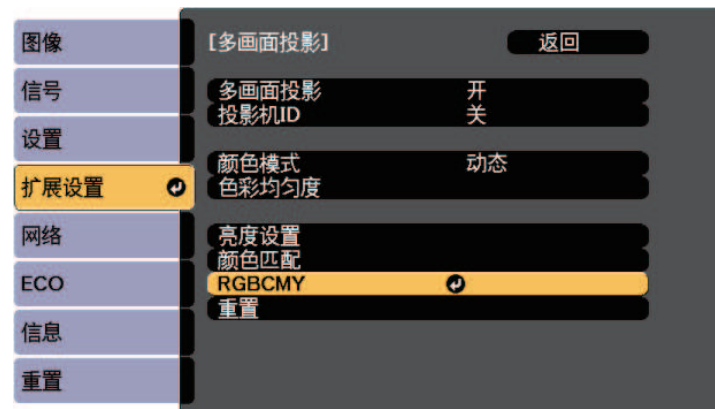 图像
信号
设置
扩展设置
网络
ECO
信息
重置
[多画面投影]
返回
多画面投影 开
投影机ID 关
颜色模式 动态
色彩均匀度
亮度设置
颜色匹配
RGBCMY
重置